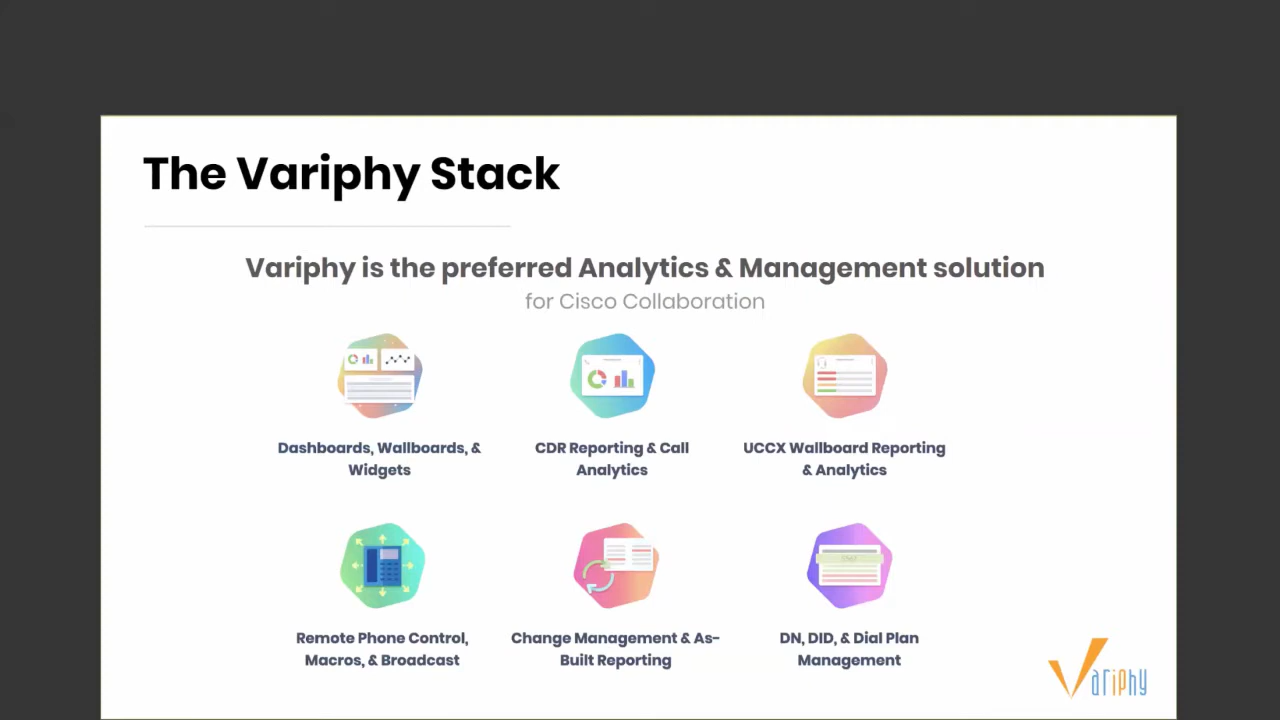 The Variphy Stack
Variphy is the preferred Analytics & Management solution
for Cisco Collaboration
Dashboards, Wallboards, &
Widgets
CDR Reporting & Call
Analytics
UCCX Wallboard Reporting
& Analytics
Remote Phone Control,
Macros, & Broadcast
Change Management & As-
Built Reporting
DN, DID, & Dial Plan
Management
Variphy